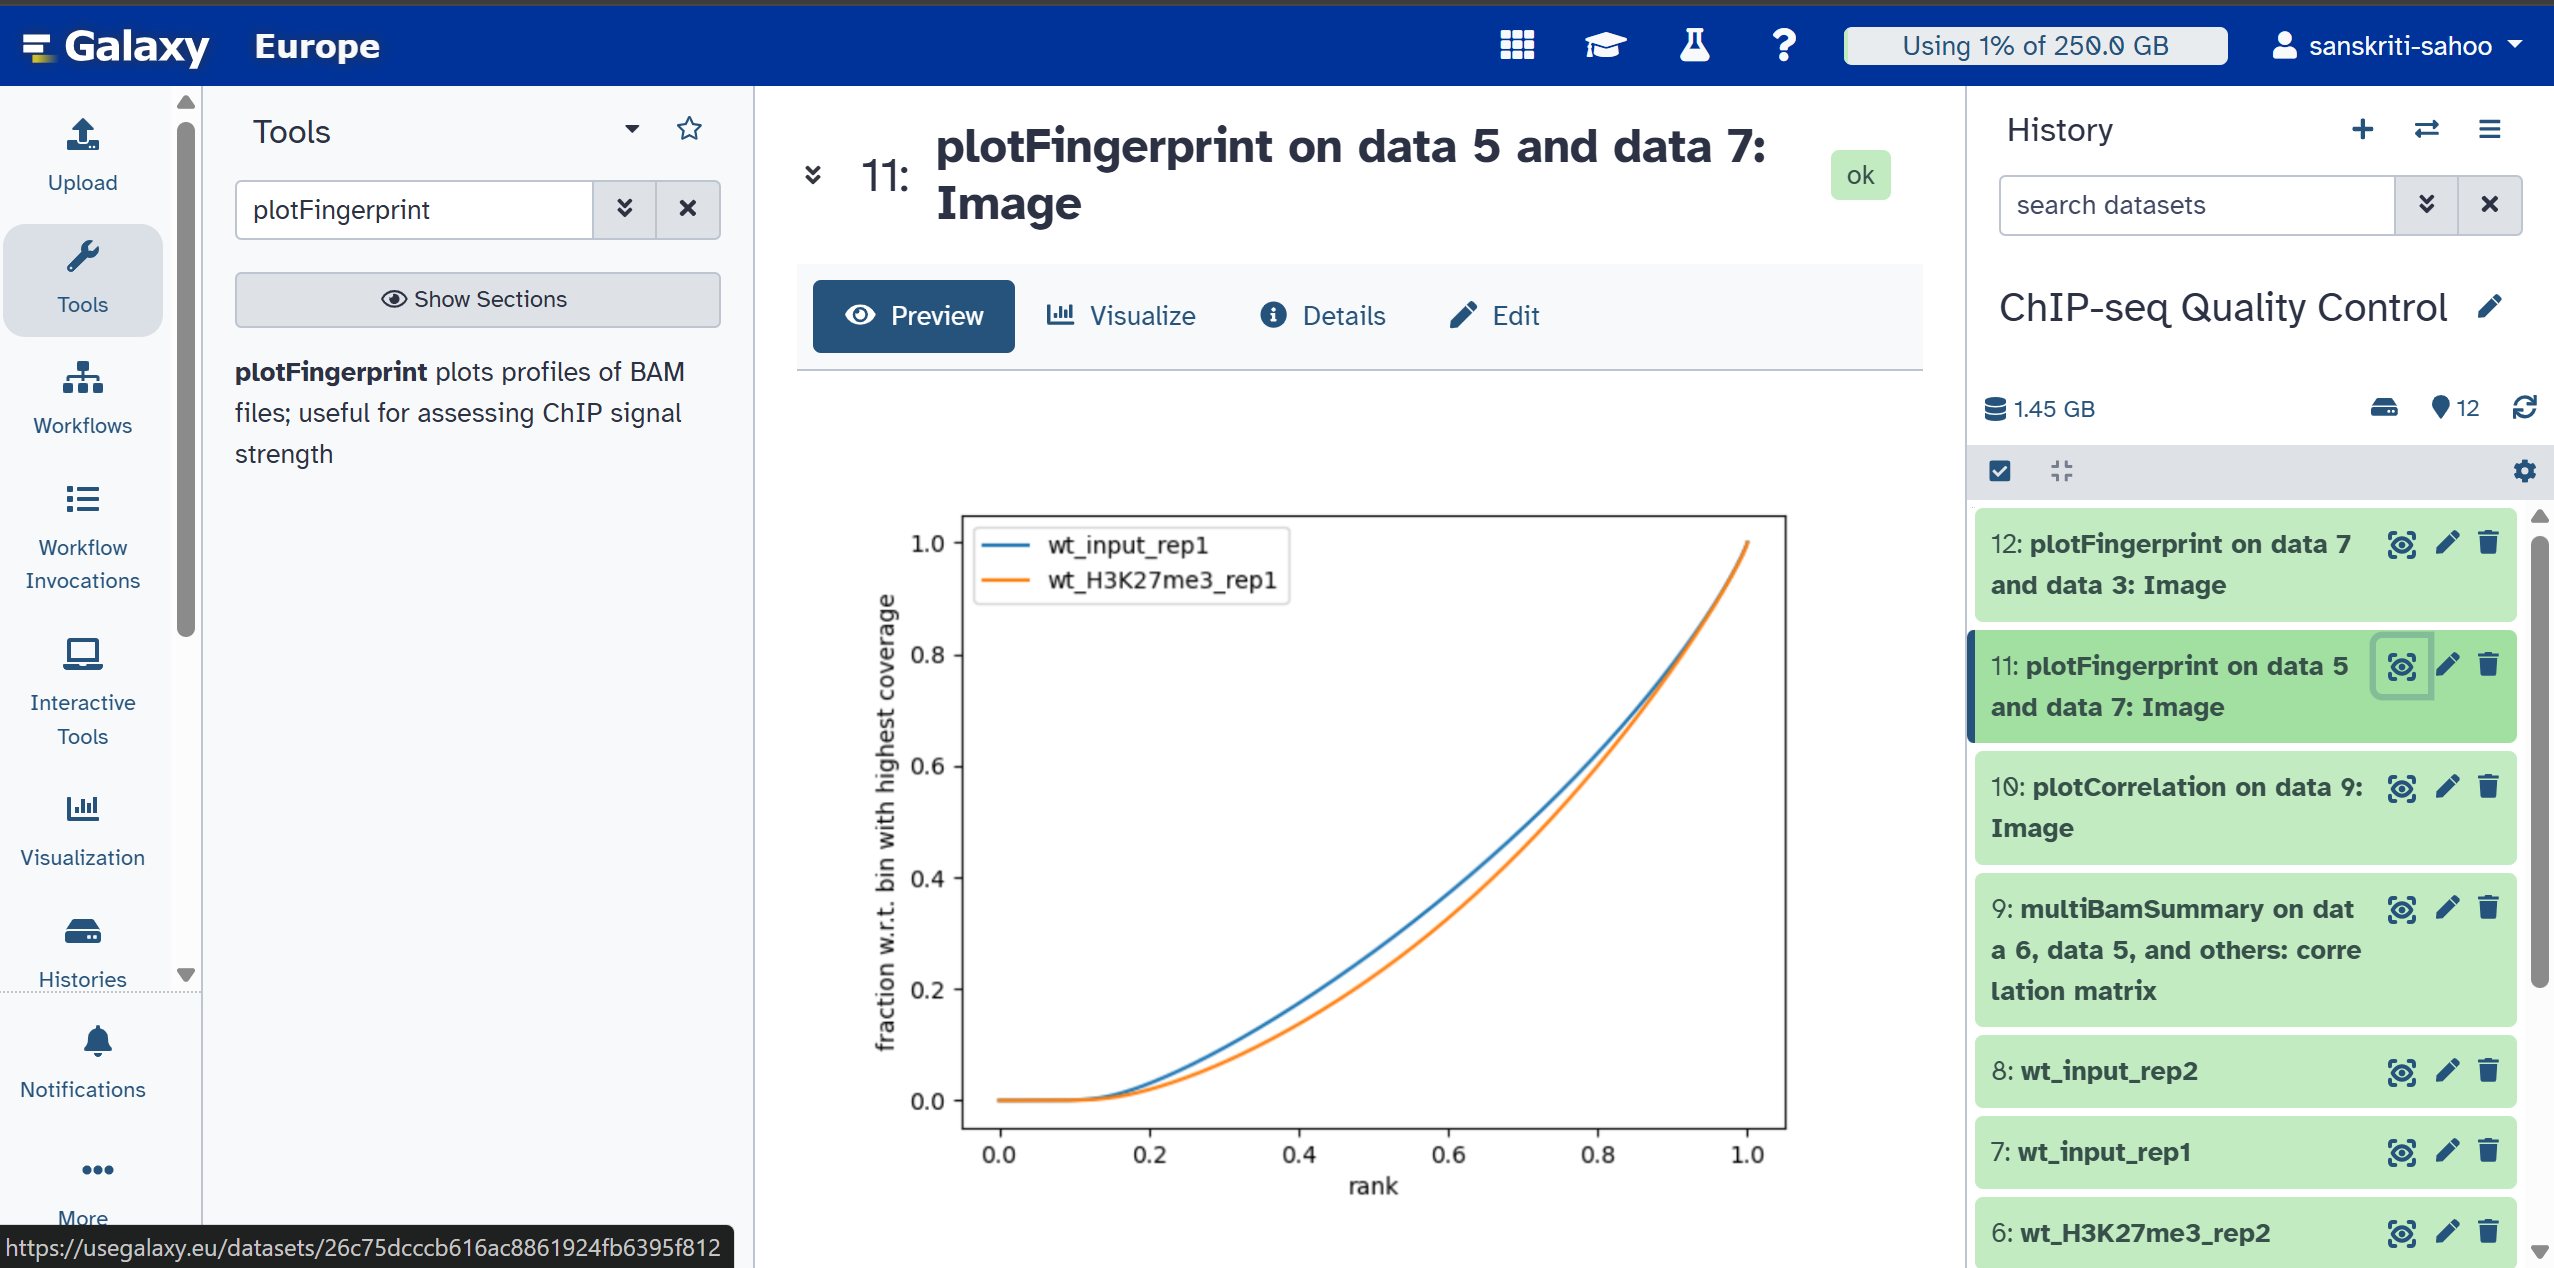 Galaxy Europe
Using 1% of 250.0 GB
sanskriti-sahoo
Upload
Tools
Workflows
Workflow
Invocations
Interactive
Tools
Visualization
Histories
Notifications
More
Tools
plotFingerprint
Show Sections
plotFingerprint plots profiles of BAM
files; useful for assessing ChIP signal
strength
11: plotFingerprint on data 5 and data 7:
Image
ok
Preview
Visualize
Details
Edit
wt_input_rep1
wt_H3K27me3_rep1
fraction w.r.t. bin with highest coverage
1.0
0.8
0.6
0.4
0.2
0.0
0.0 0.2 0.4 0.6 0.8 1.0
rank
History
search datasets
ChIP-seq Quality Control
1.45 GB
12
12: plotFingerprint on data 7
and data 3: Image
11: plotFingerprint on data 5
and data 7: Image
10: plotCorrelation on data 9:
Image
9: multiBamSummary on dat
a 6, data 5, and others: corre
lation matrix
8: wt_input_rep2
7: wt_input_rep1
6: wt_H3K27me3_rep2
https://usegalaxy.eu/datasets/26c75dcccb616ac8861924fb6395f812